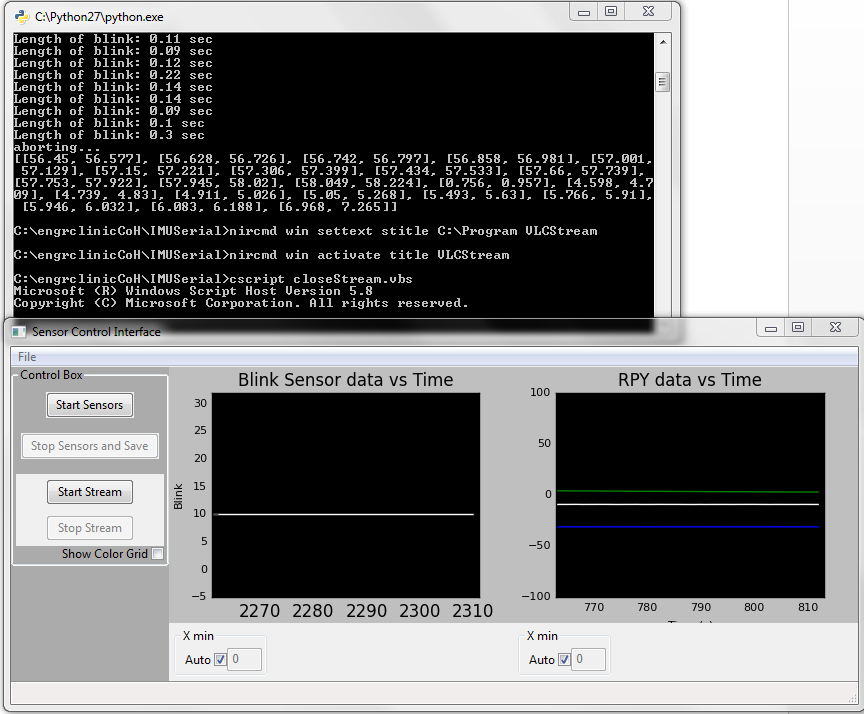 C:\Python27\python.exe
Length of blink: 0.11 sec
Length of blink: 0.09 sec
Length of blink: 0.12 sec
Length of blink: 0.22 sec
Length of blink: 0.14 sec
Length of blink: 0.14 sec
Length of blink: 0.09 sec
Length of blink: 0.1 sec
Length of blink: 0.3 sec
aborting...
[[56.45, 56.577], [56.628, 56.726], [56.742, 56.797], [56.858, 56.981], [57.001,
57.129], [57.15, 57.221], [57.306, 57.399], [57.434, 57.533], [57.66, 57.739],
[57.753, 57.922], [57.945, 58.02], [58.049, 58.224], [0.756, 0.957], [4.598, 4.7
09], [4.739, 4.83], [4.911, 5.026], [5.05, 5.268], [5.493, 5.63], [5.766, 5.91],
[5.946, 6.032], [6.083, 6.188], [6.968, 7.265]]
C:\engrclinicCoH\IMUSerial>nircmd win settext stitle C:\Program VLCStream
C:\engrclinicCoH\IMUSerial>nircmd win activate title VLCStream
C:\engrclinicCoH\IMUSerial>cscript closeStream.vbs
Microsoft (R) Windows Script Host Version 5.8
Copyright (C) Microsoft Corporation. All rights reserved.
Sensor Control Interface
File
Control Box
Start Sensors
Stop Sensors and Save
Start Stream
Stop Stream
Show Color Grid
Blink Sensor data vs Time
Blink
30
25
20
15
10
5
0
−5
2270 2280 2290 2300 2310
RPY data vs Time
100
50
0
−50
−100
770 780 790 800 810
X min
Auto 0
X min
Auto 0